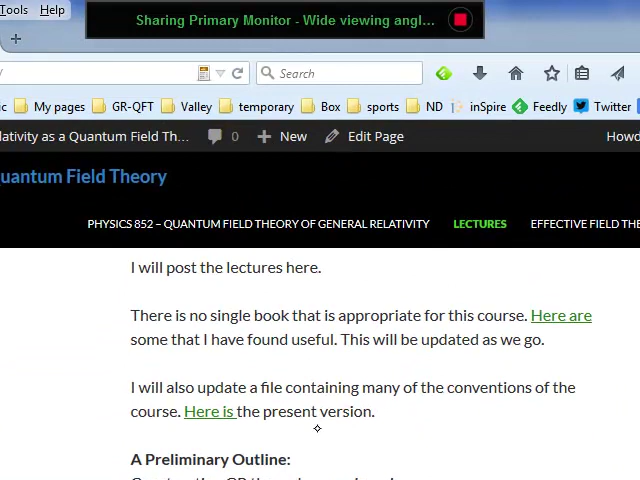 Tools Help
Sharing Primary Monitor - Wide viewing angl...
/ Search
My pages GR-QFT Valley temporary Box sports ND inSpire Feedly Twitter
lativity as a Quantum Field Th... 0 New Edit Page Howd
uantum Field Theory
PHYSICS 852 – QUANTUM FIELD THEORY OF GENERAL RELATIVITY LECTURES EFFECTIVE FIELD THE
I will post the lectures here.
There is no single book that is appropriate for this course. Here are
some that I have found useful. This will be updated as we go.
I will also update a file containing many of the conventions of the
course. Here is the present version.
A Preliminary Outline: